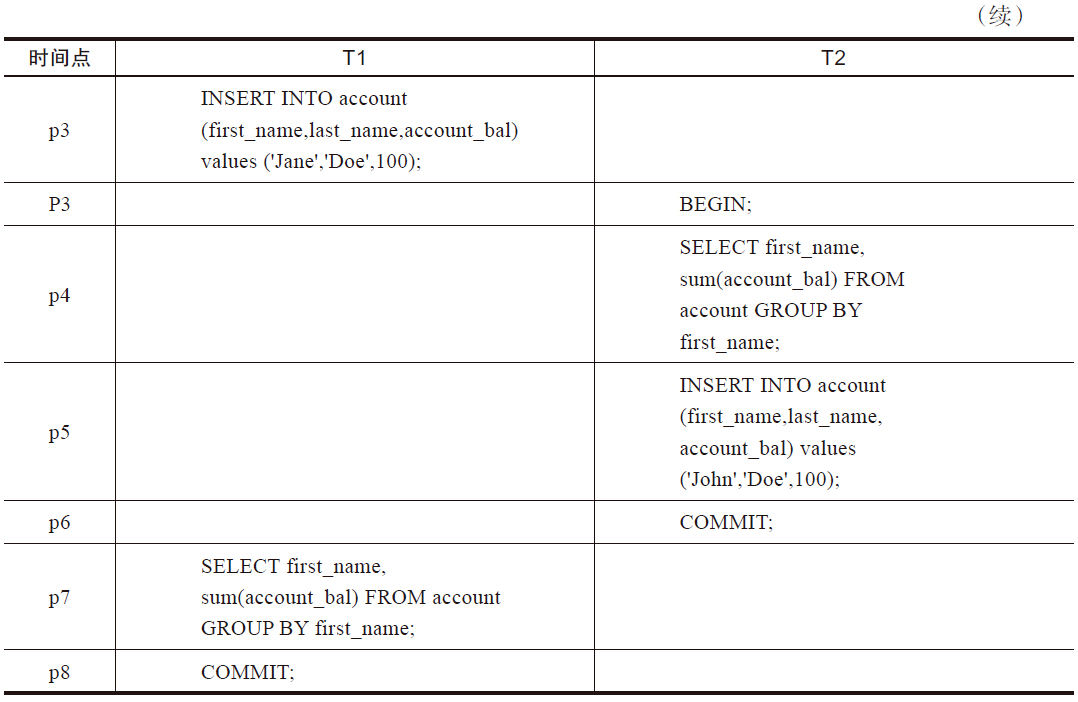 （续）
时间点 T1 T2
p3
INSERT INTO account
(first_name,last_name,account_bal)
values ('Jane','Doe',100);
P3
BEGIN;
p4
SELECT first_name,
sum(account_bal) FROM
account GROUP BY
first_name;
p5
INSERT INTO account
(first_name,last_name,
account_bal) values
('John','Doe',100);
p6
COMMIT;
p7
SELECT first_name,
sum(account_bal) FROM account
GROUP BY first_name;
p8
COMMIT;